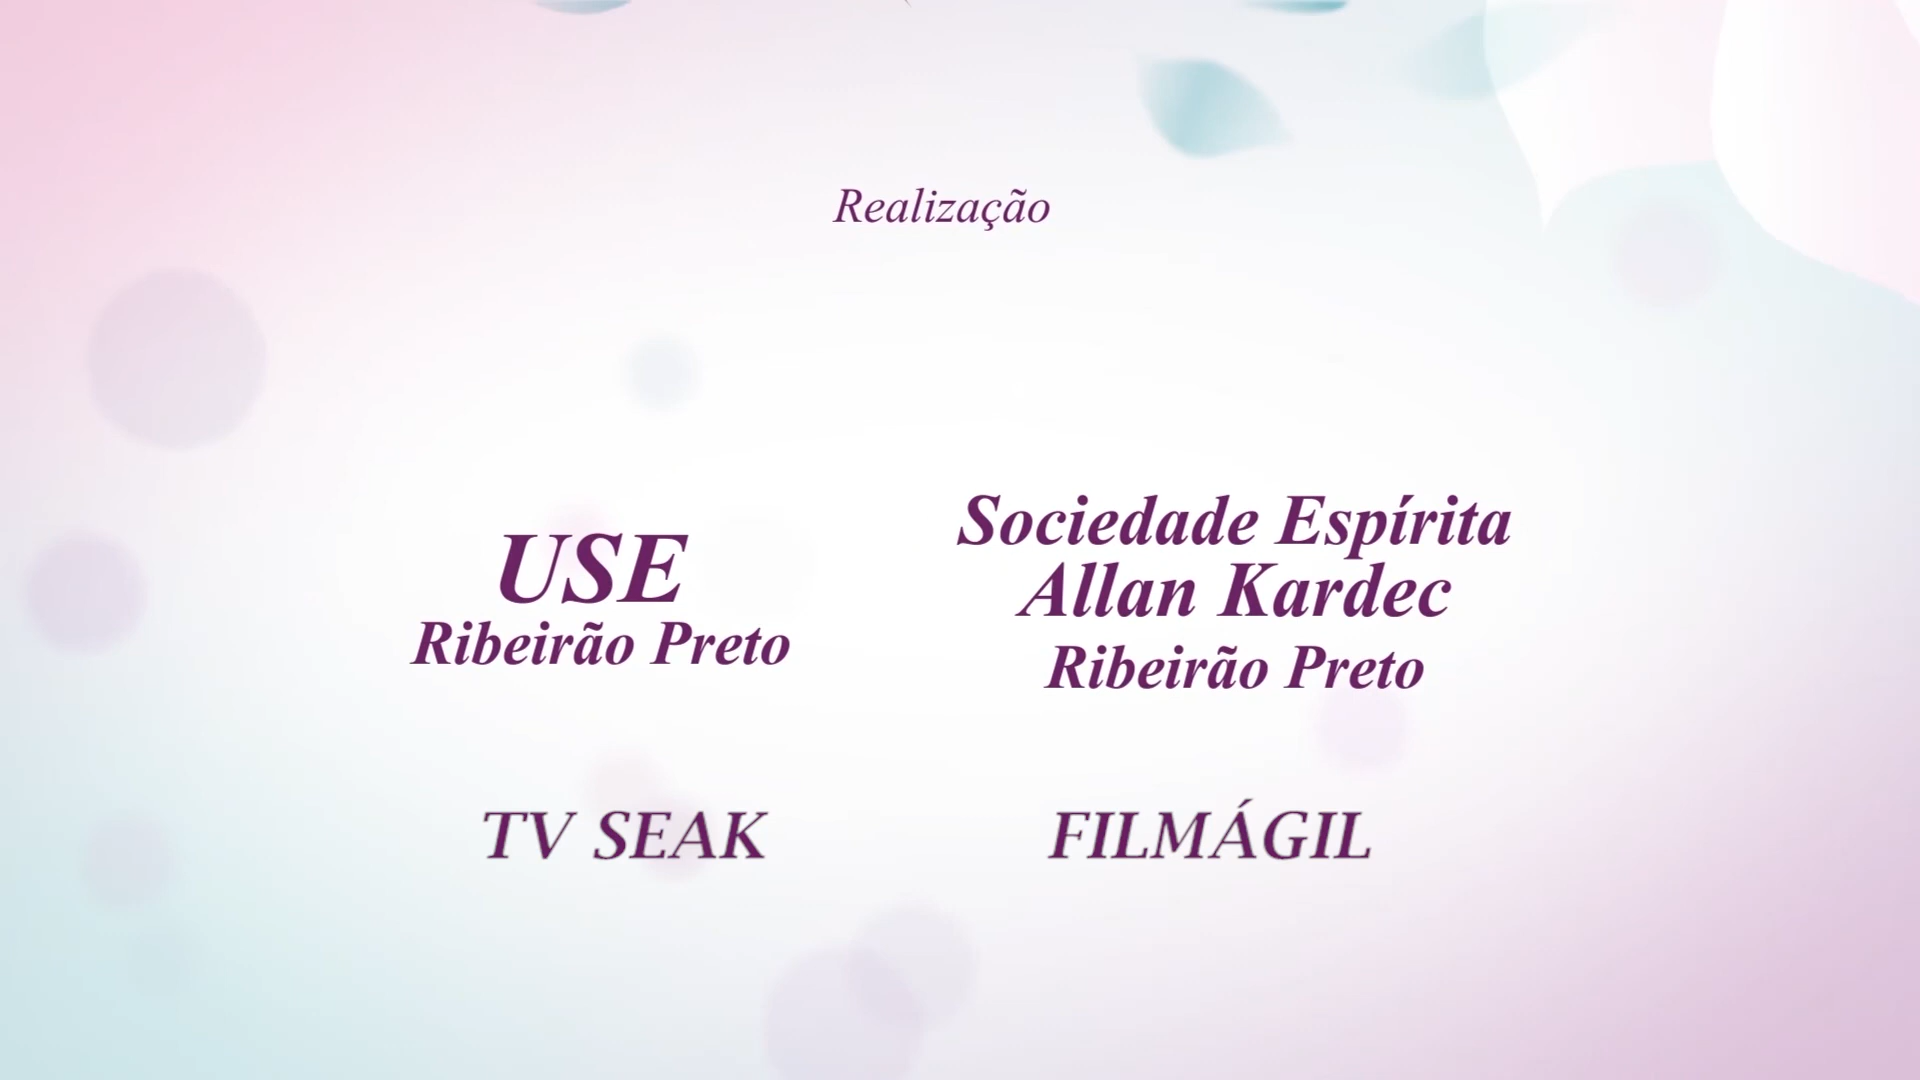 Realização
USE
Ribeirão Preto
Sociedade Espírita
Allan Kardec
Ribeirão Preto
TV SEAK
FILMÁGIL